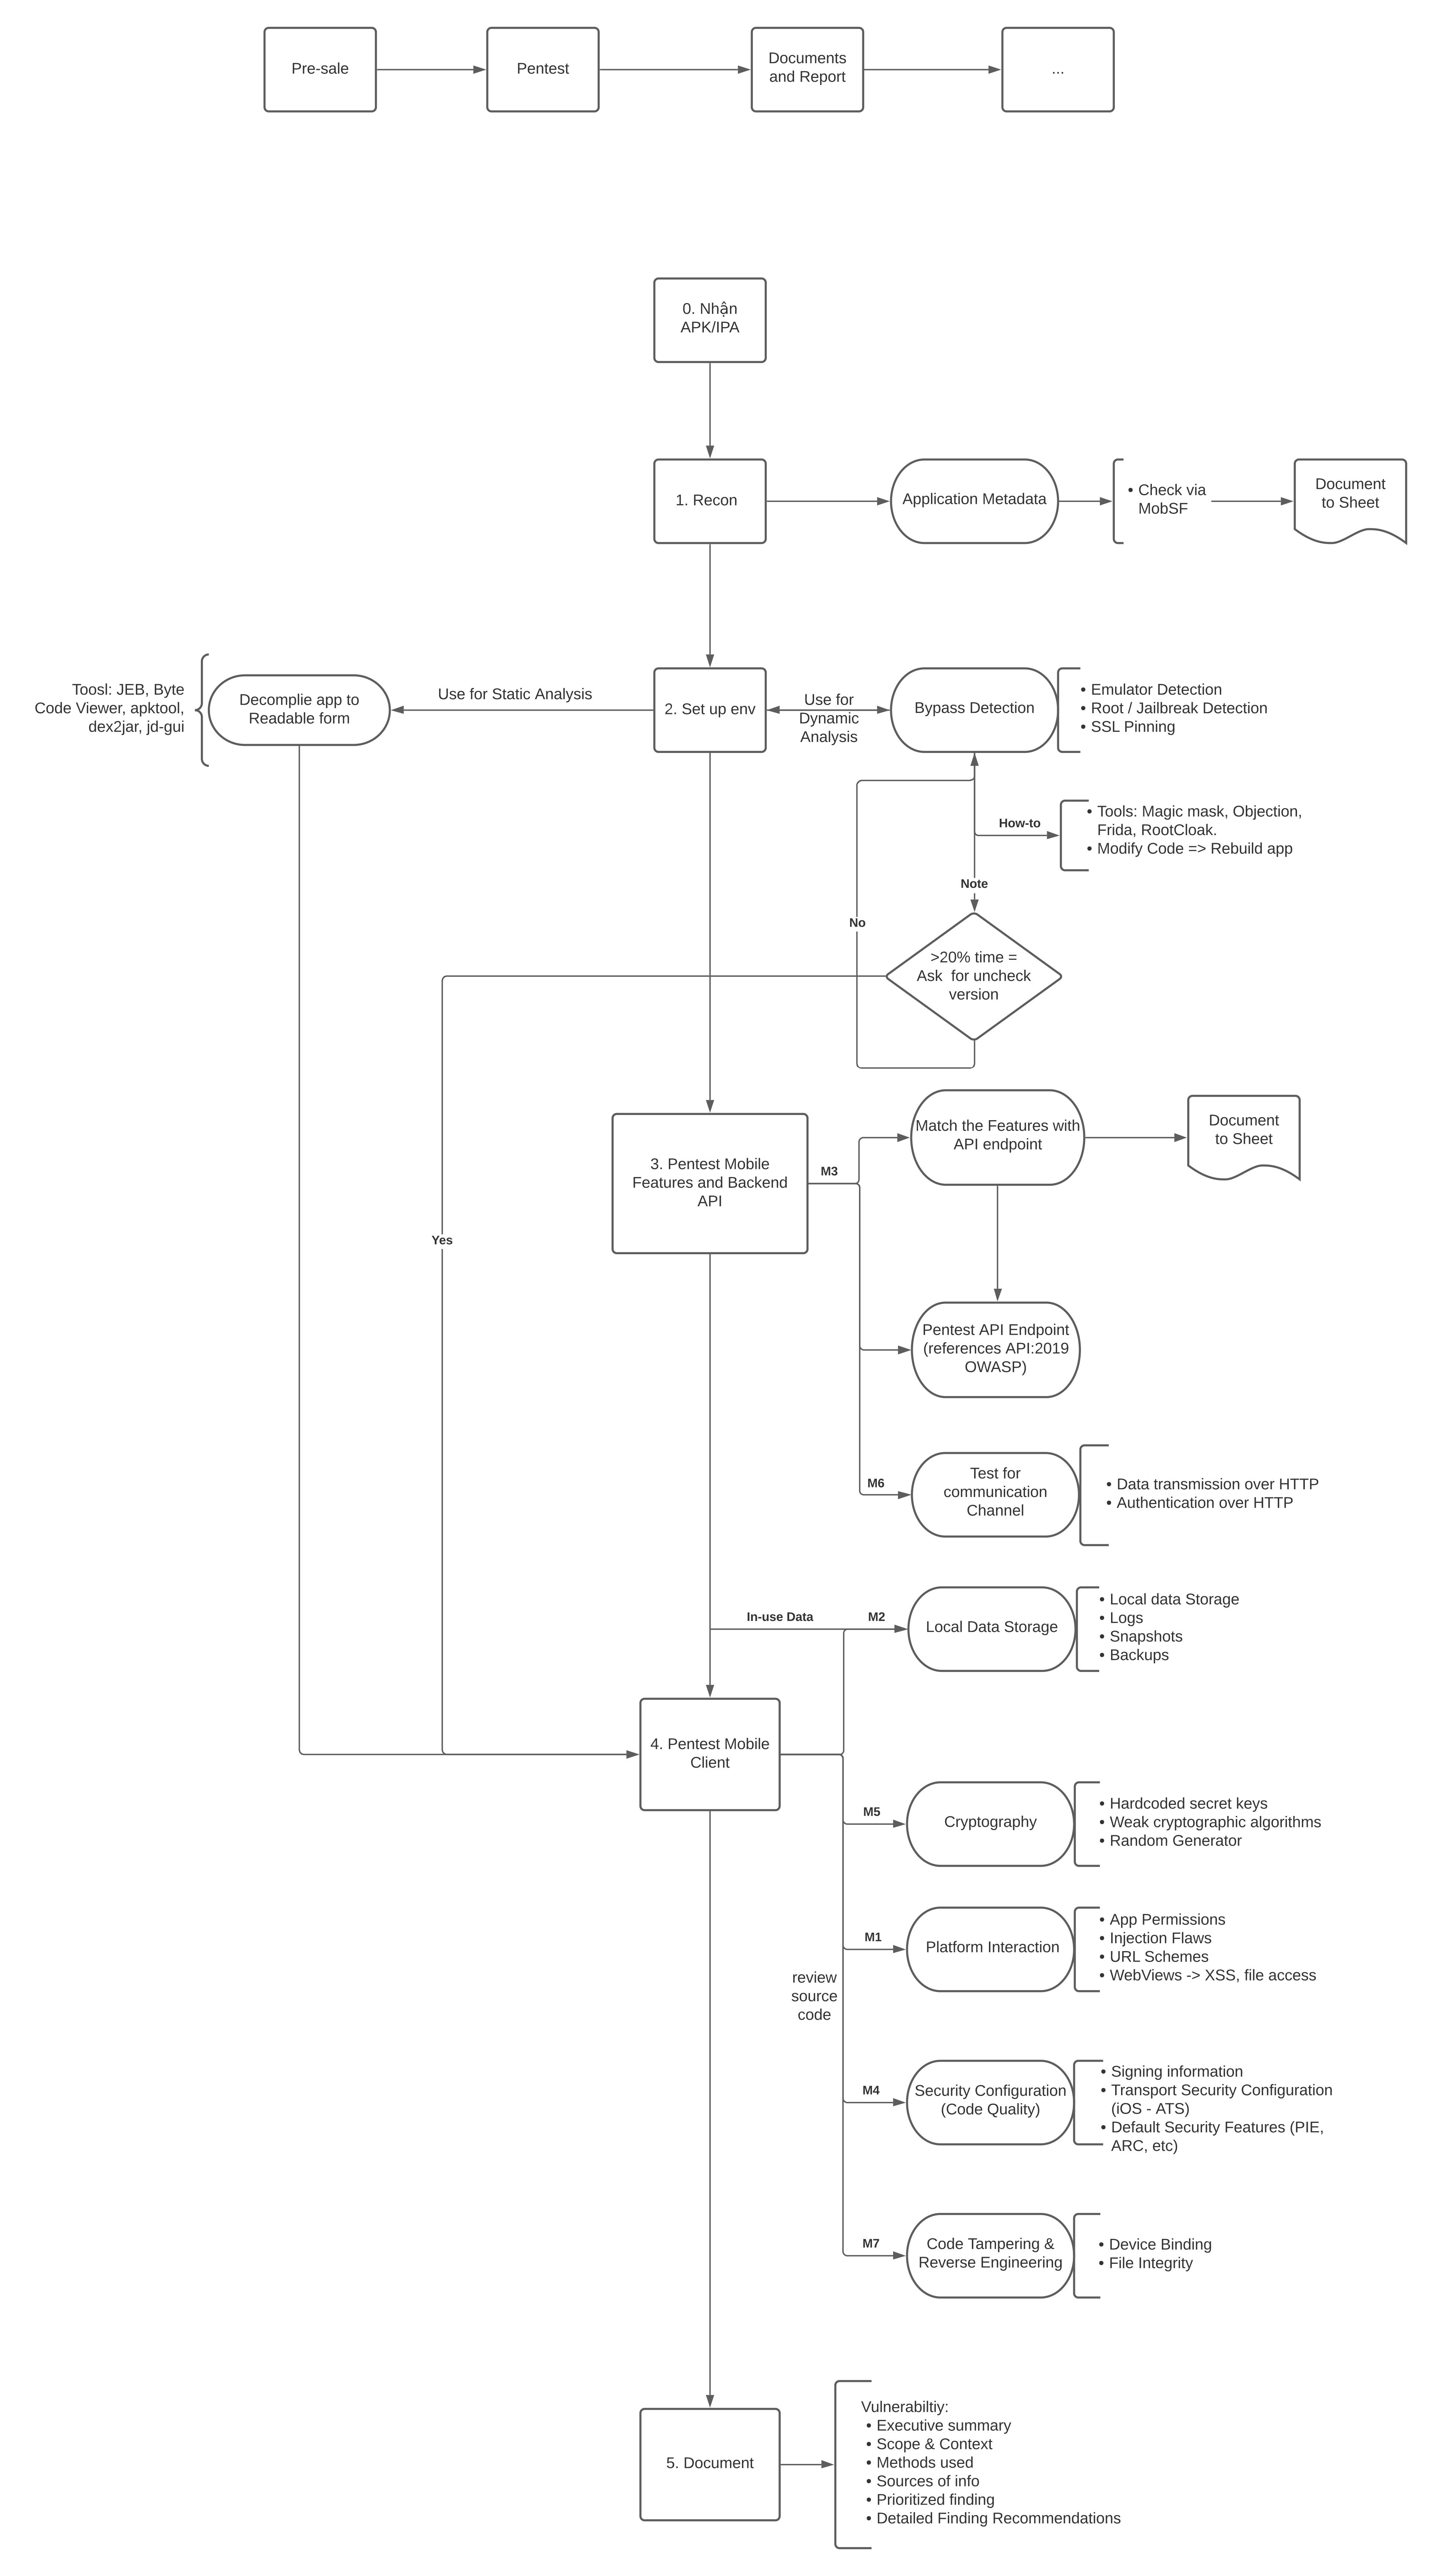 Pre-sale
Pentest
Documents
and Report
...
0. Nhận
APK/IPA
1. Recon
Application Metadata
• Check via
MobSF
Document
to Sheet
Toosl: JEB, Byte
Code Viewer, apktool,
dex2jar, jd-gui
Decomplie app to
Readable form
Use for Static Analysis
2. Set up env
Use for
Dynamic
Analysis
Bypass Detection
• Emulator Detection
• Root / Jailbreak Detection
• SSL Pinning
How-to
• Tools: Magic mask, Objection,
Frida, RootCloak.
• Modify Code => Rebuild app
Note
No
>20% time =
Ask  for uncheck
version
Yes
3. Pentest Mobile
Features and Backend
API
M3
Match the Features with
API endpoint
Document
to Sheet
Pentest API Endpoint
(references API:2019
OWASP)
M6
Test for
communication
Channel
• Data transmission over HTTP
• Authentication over HTTP
In-use Data
M2
Local Data Storage
• Local data Storage
• Logs
• Snapshots
• Backups
4. Pentest Mobile
Client
M5
Cryptography
• Hardcoded secret keys
• Weak cryptographic algorithms
• Random Generator
M1
Platform Interaction
• App Permissions
• Injection Flaws
• URL Schemes
• WebViews -> XSS, file access
review
source
code
M4
Security Configuration
(Code Quality)
• Signing information
• Transport Security Configuration
(iOS - ATS)
• Default Security Features (PIE,
ARC, etc)
M7
Code Tampering &
Reverse Engineering
• Device Binding
• File Integrity
5. Document
Vulnerabiltiy:
• Executive summary
• Scope & Context
• Methods used
• Sources of info
• Prioritized finding
• Detailed Finding Recommendations